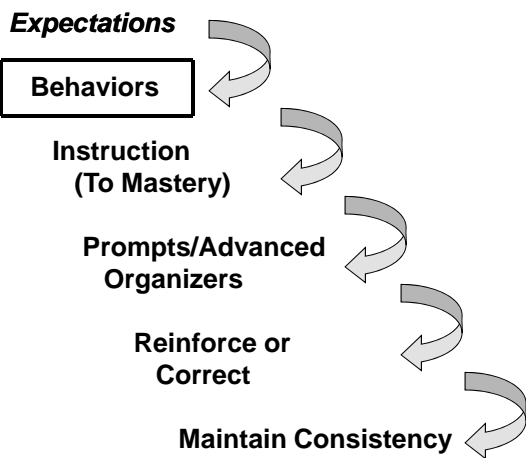 Expectations
Behaviors
Instruction
(To Mastery)
Prompts/Advanced
Organizers
Reinforce or
Correct
Maintain Consistency